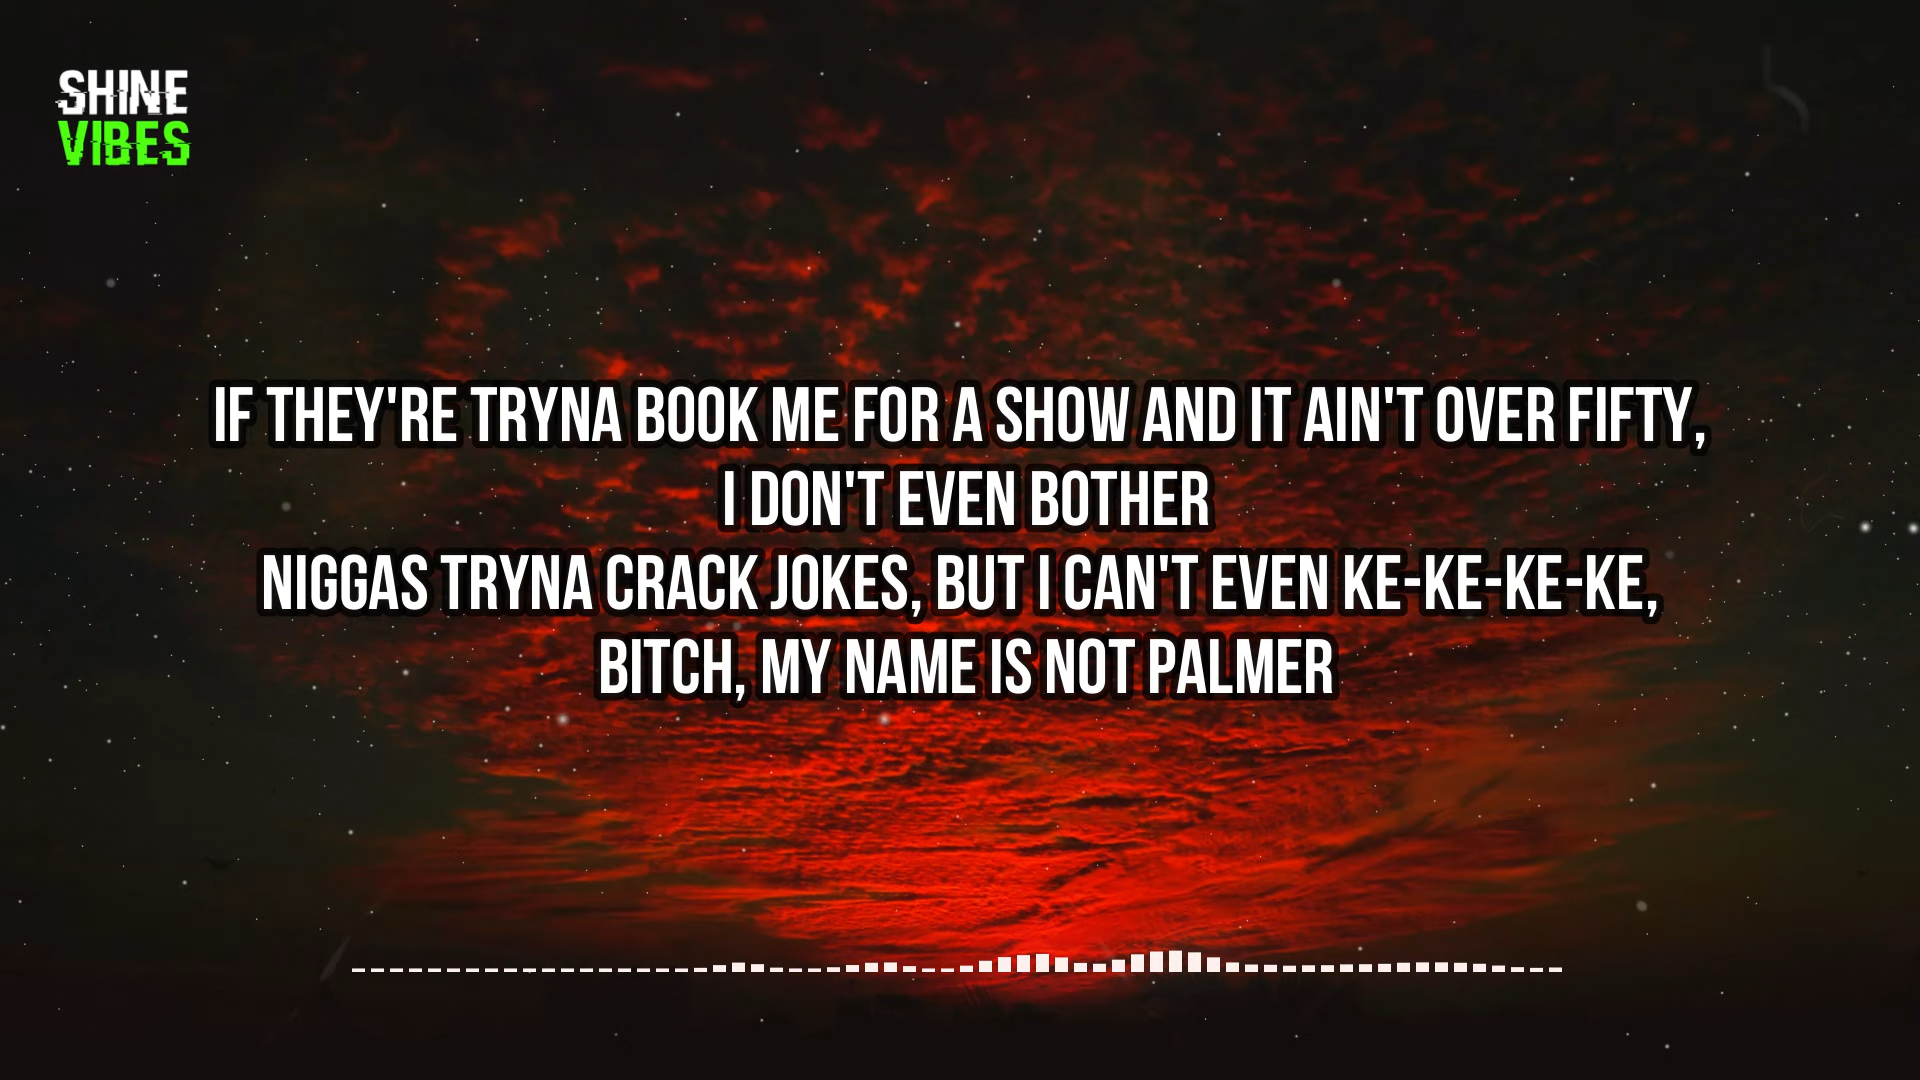 SHINE
VIBES
IF THEY'RE TRYNA BOOK ME FOR A SHOW AND IT AIN'T OVER FIFTY,
I DON'T EVEN BOTHER
NIGGAS TRYNA CRACK JOKES, BUT I CAN'T EVEN KE-KE-KE-KE,
BITCH, MY NAME IS NOT PALMER